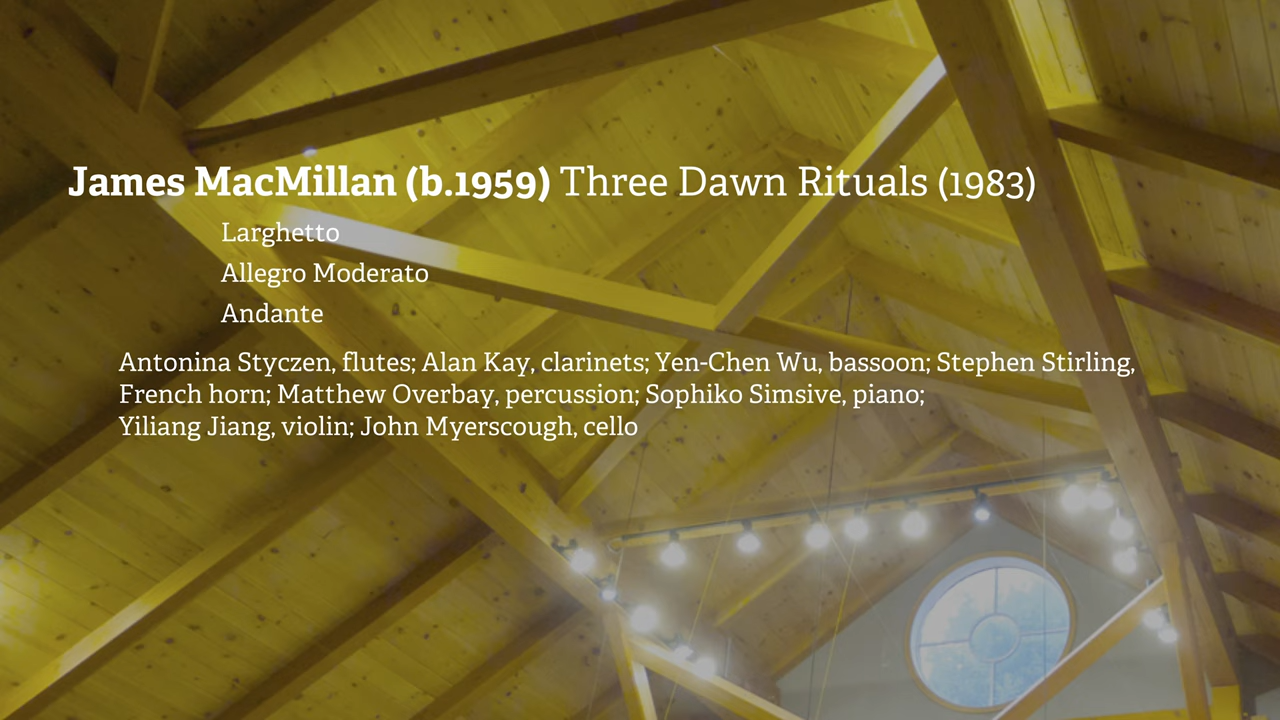 James MacMillan (b.1959) Three Dawn Rituals (1983)
Larghetto
Allegro Moderato
Andante
Antonina Styczen, flutes; Alan Kay, clarinets; Yen-Chen Wu, bassoon; Stephen Stirling,
French horn; Matthew Overbay, percussion; Sophiko Simsive, piano;
Yiliang Jiang, violin; John Myerscough, cello